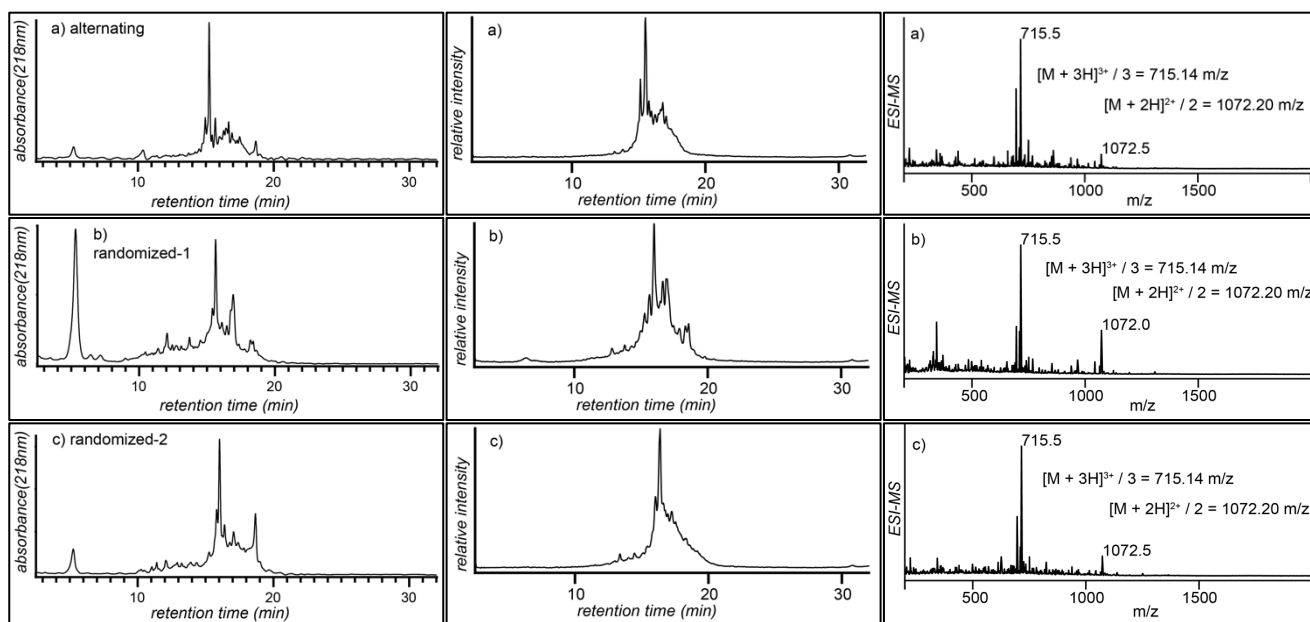 a) alternating
absorbance(218nm)
10
20
30
retention time (min)
a)
relative intensity
10
20
30
retention time (min)
a)
715.5
[M + 3H]³⁺ / 3 = 715.14 m/z
[M + 2H]²⁺ / 2 = 1072.20 m/z
1072.5
ESI-MS
500
1000
1500
m/z
b)
randomized-1
absorbance(218nm)
10
20
30
retention time (min)
b)
relative intensity
10
20
30
retention time (min)
b)
715.5
[M + 3H]³⁺ / 3 = 715.14 m/z
[M + 2H]²⁺ / 2 = 1072.20 m/z
1072.0
ESI-MS
500
1000
1500
m/z
c) randomized-2
absorbance(218nm)
10
20
30
retention time (min)
c)
relative intensity
10
20
30
retention time (min)
c)
715.5
[M + 3H]³⁺ / 3 = 715.14 m/z
[M + 2H]²⁺ / 2 = 1072.20 m/z
1072.5
ESI-MS
500
1000
1500
m/z